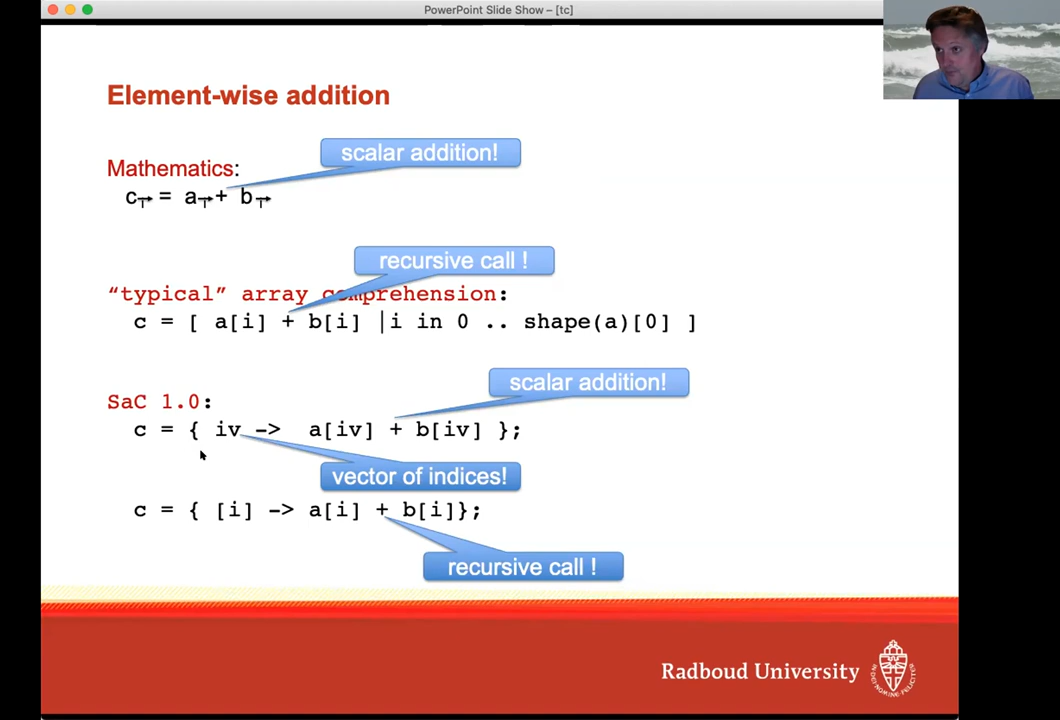 PowerPoint Slide Show – [tc]
Element-wise addition
scalar addition!
Mathematics:
c = a + b
recursive call !
“typical” array comprehension:
c = [ a[i] + b[i] |i in 0 .. shape(a)[0] ]
scalar addition!
SaC 1.0:
c = { iv -> a[iv] + b[iv] };
vector of indices!
c = { [i] -> a[i] + b[i]};
recursive call !
Radboud University